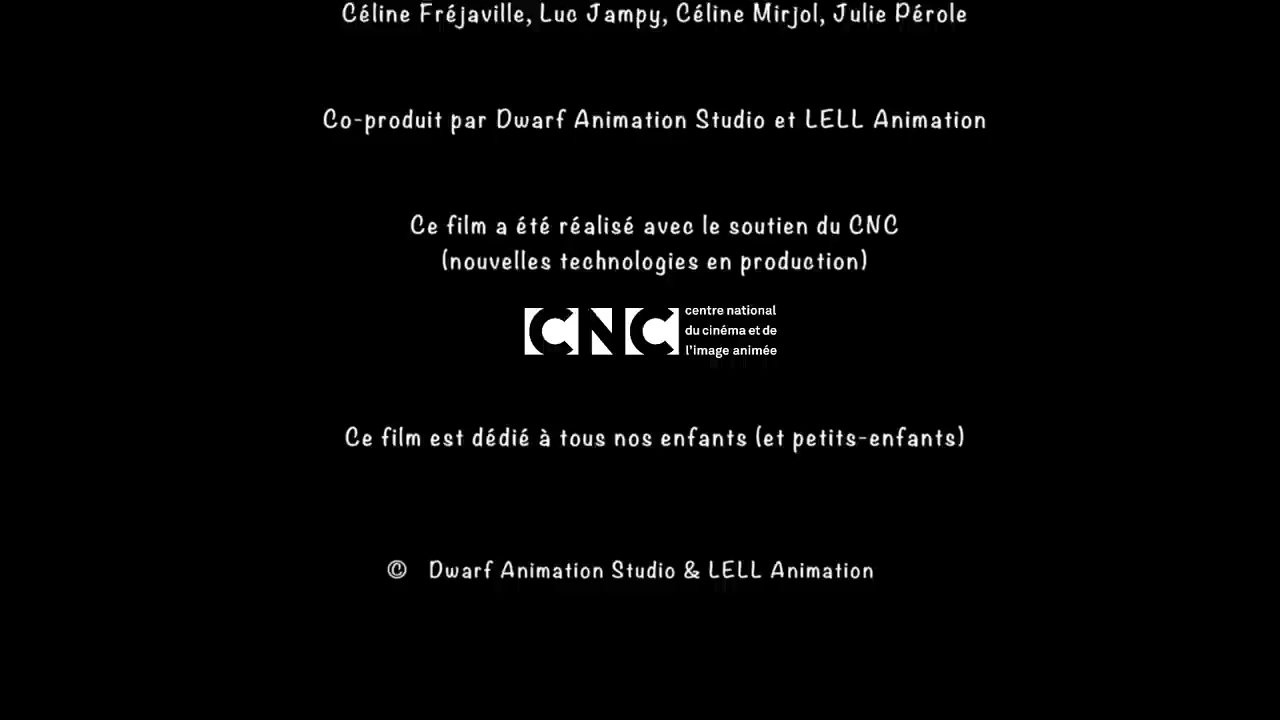 Céline Fréjaville, Luc Jampy, Céline Mirjol, Julie Pérole
Co-produit par Dwarf Animation Studio et LELL Animation
Ce film a été réalisé avec le soutien du CNC
(nouvelles technologies en production)
CNC
centre national
du cinéma et de
l'image animée
Ce film est dédié à tous nos enfants (et petits-enfants)
© Dwarf Animation Studio & LELL Animation